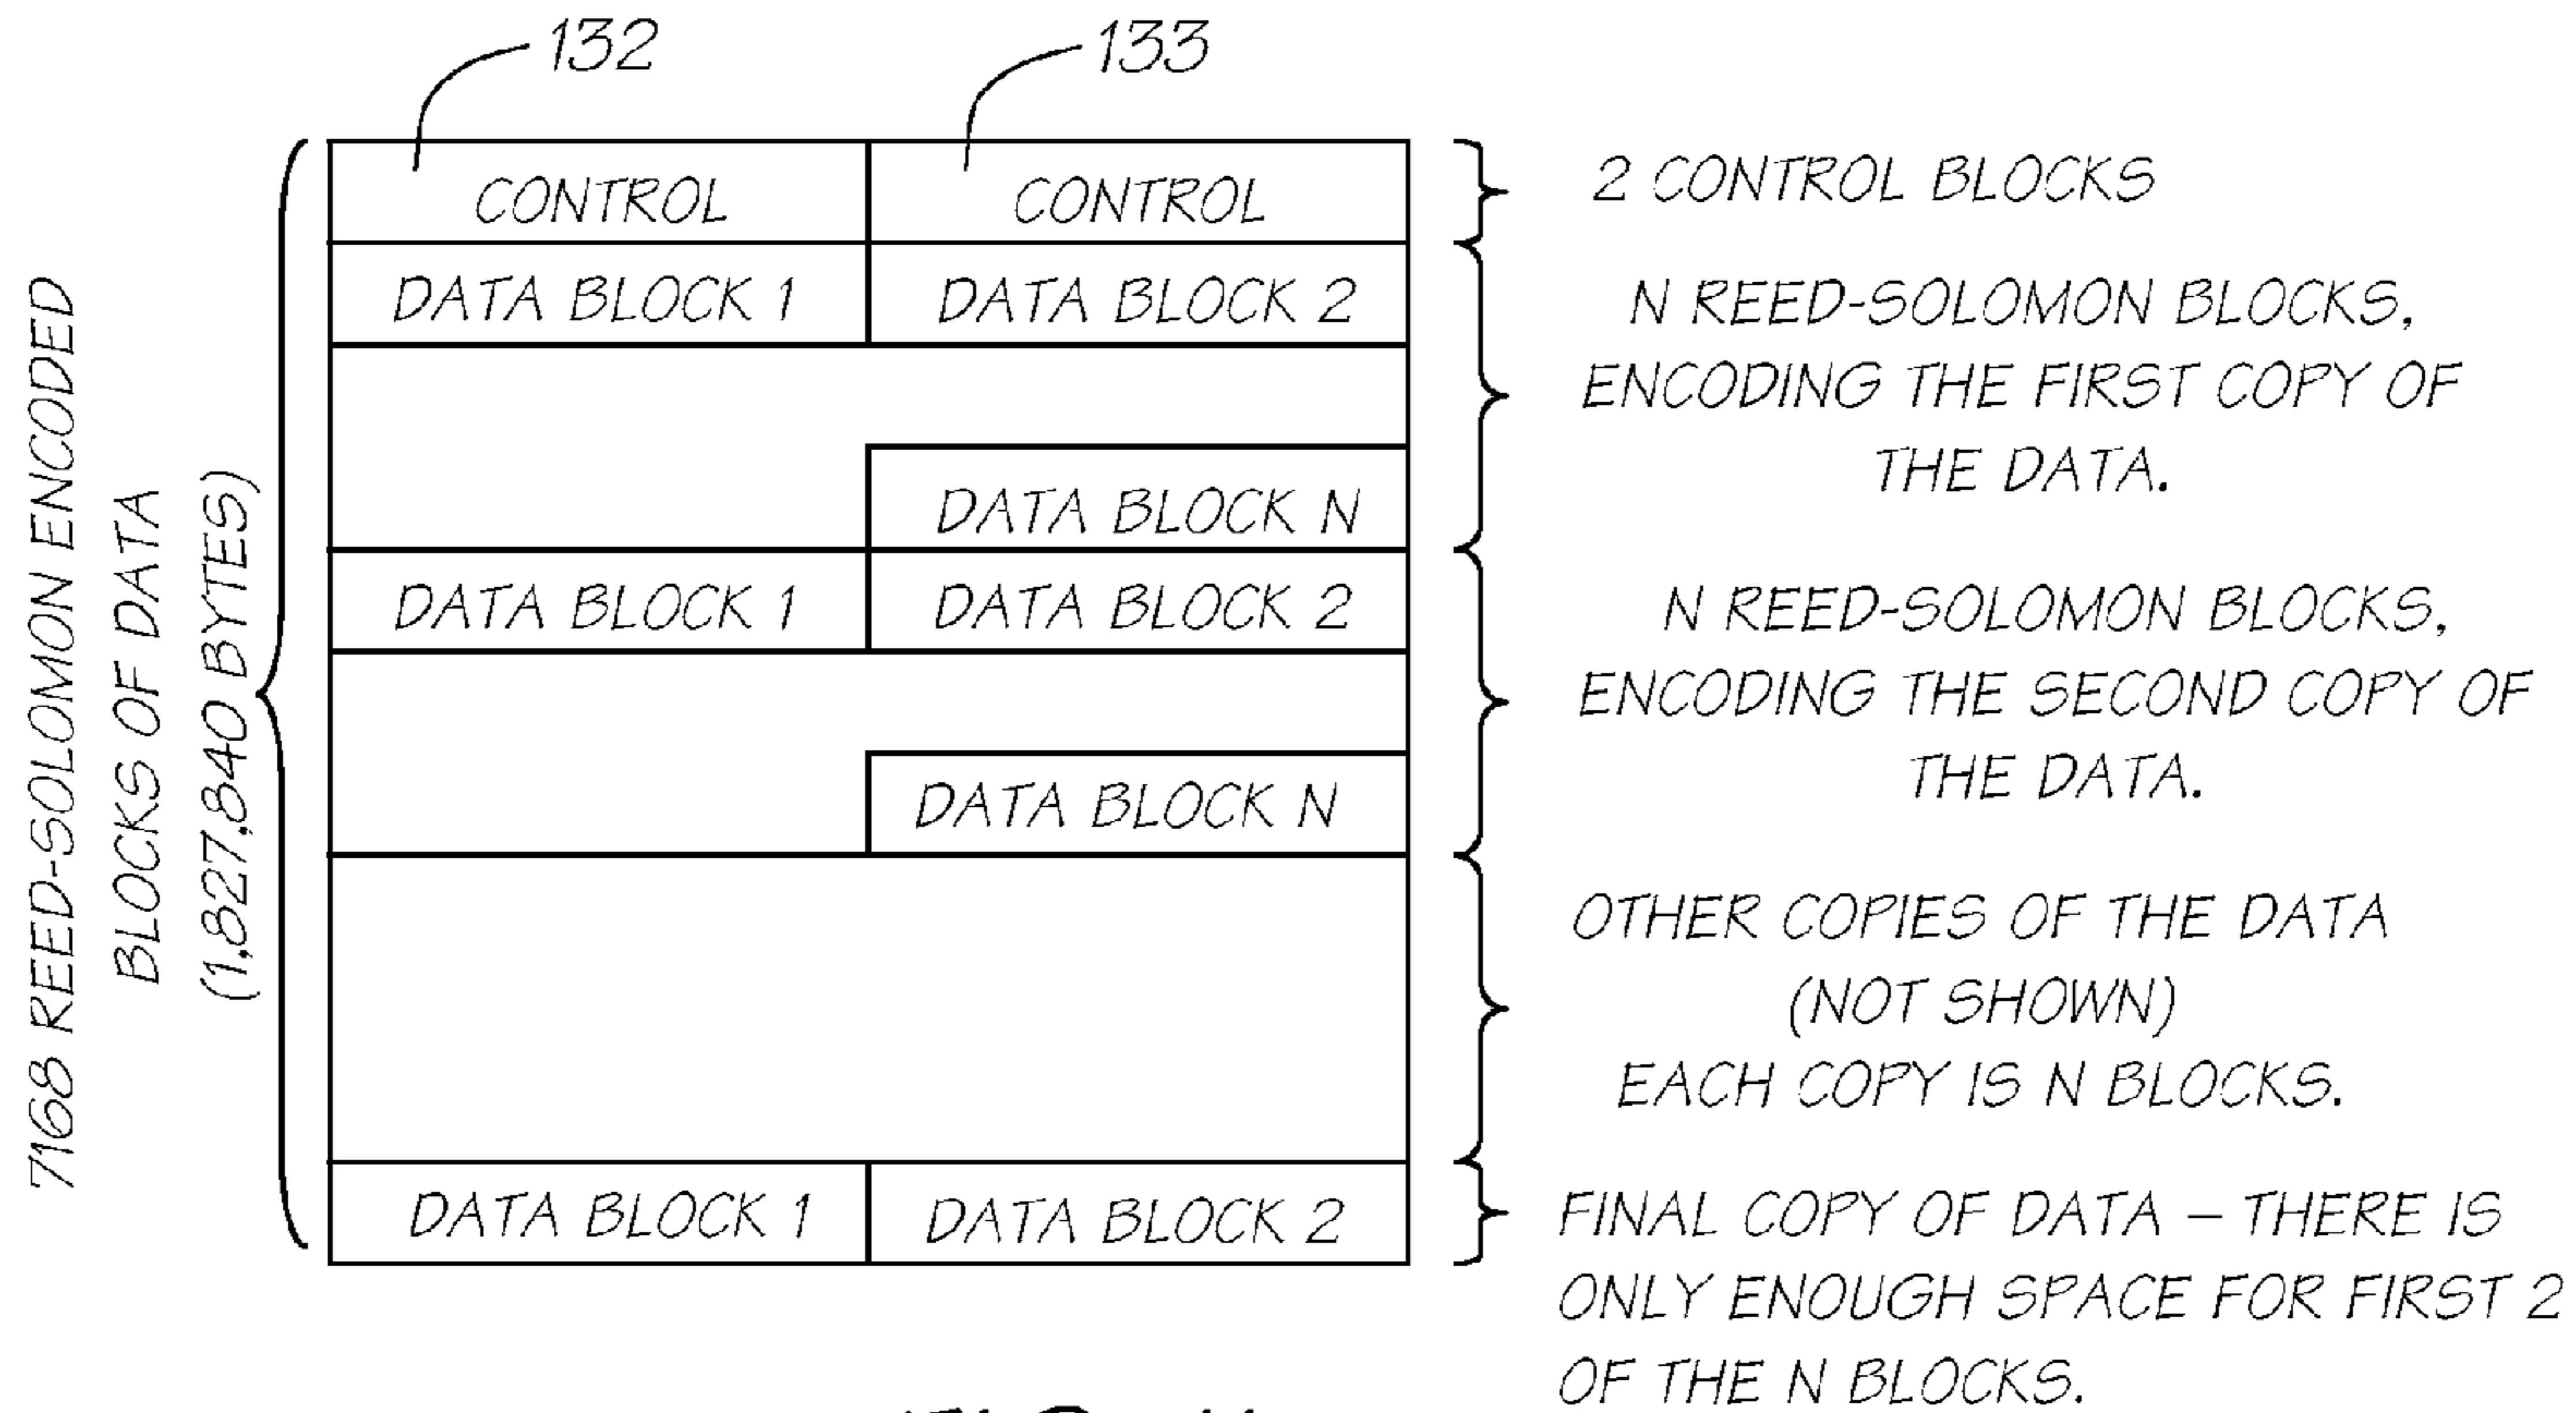 132
133
CONTROL
CONTROL
2 CONTROL BLOCKS
DATA BLOCK 1
DATA BLOCK 2
N REED-SOLOMON BLOCKS,
ENCODING THE FIRST COPY OF
THE DATA.
DATA BLOCK N
DATA BLOCK 1
DATA BLOCK 2
N REED-SOLOMON BLOCKS,
ENCODING THE SECOND COPY OF
THE DATA.
DATA BLOCK N
OTHER COPIES OF THE DATA
(NOT SHOWN)
EACH COPY IS N BLOCKS.
DATA BLOCK 1
DATA BLOCK 2
FINAL COPY OF DATA – THERE IS
ONLY ENOUGH SPACE FOR FIRST 2
OF THE N BLOCKS.
7168 REED-SOLOMON ENCODED
BLOCKS OF DATA
(1,827,840 BYTES)